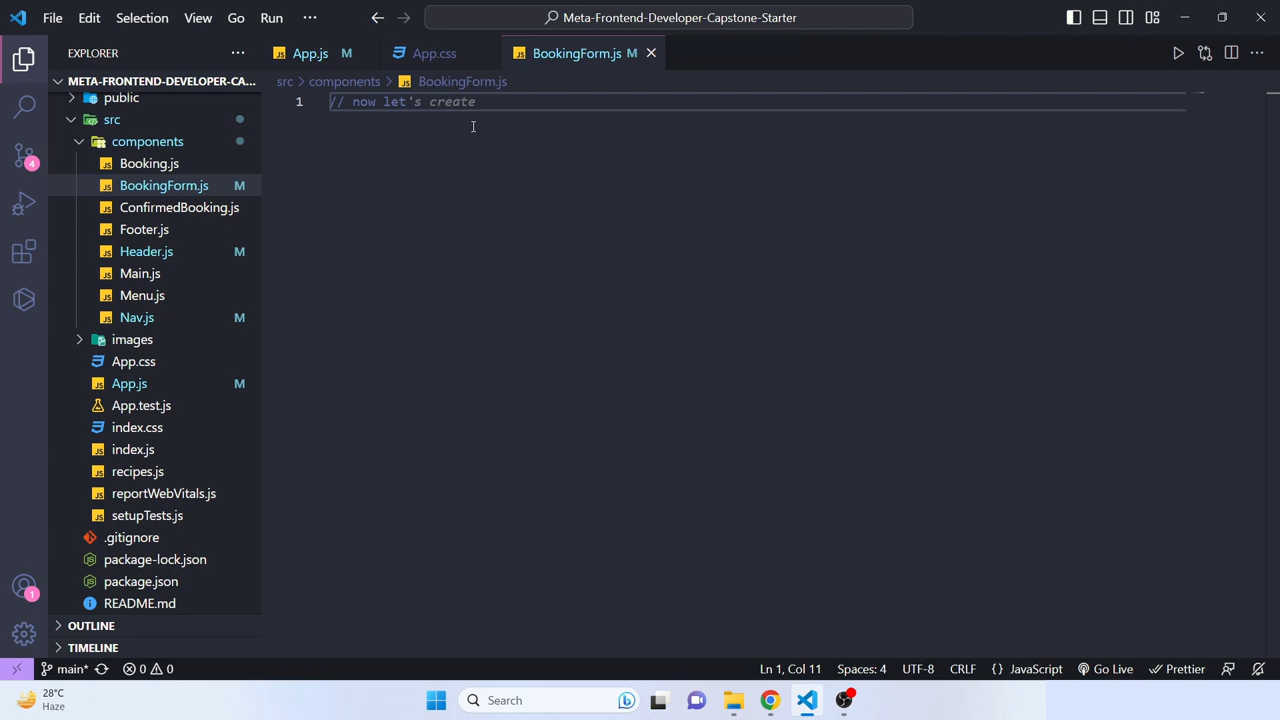 File Edit Selection View Go Run ··· Meta-Frontend-Developer-Capstone-Starter
EXPLORER ···
App.js M
App.css
BookingForm.js M
META-FRONTEND-DEVELOPER-CA...
src > components > BookingForm.js
1 // now let's create
public
src
components
Booking.js
BookingForm.js M
ConfirmedBooking.js
Footer.js
Header.js M
Main.js
Menu.js
Nav.js M
images
App.css
App.js M
App.test.js
index.css
index.js
recipes.js
reportWebVitals.js
setupTests.js
.gitignore
package-lock.json
package.json
README.md
OUTLINE
TIMELINE
4
1
main* 0 0 Ln 1, Col 11 Spaces: 4 UTF-8 CRLF {} JavaScript Go Live Prettier
28°C
Haze
Search